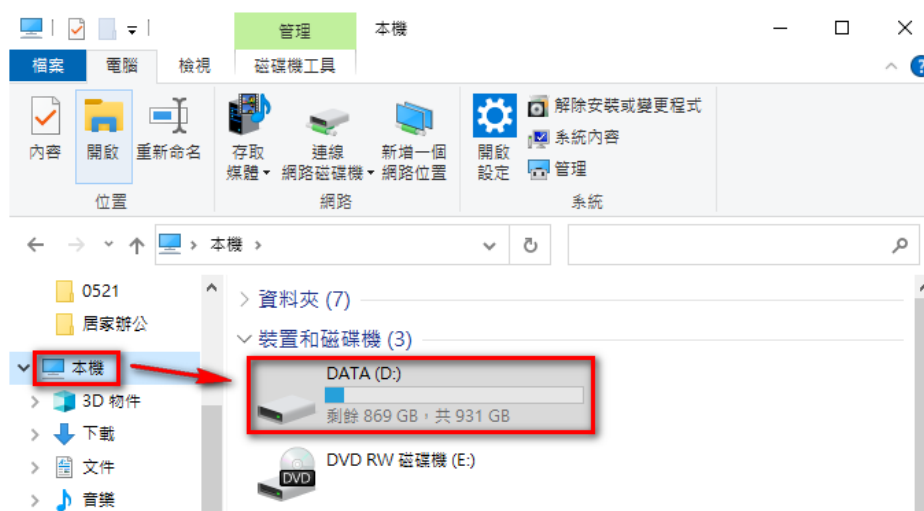 管理 本機
檔案 電腦 檢視 磁碟機工具
內容 開啟 重新命名 存取 媒體 連線 網路磁碟機 新增一個 網路位置 開啟 設定 解除安裝或變更程式
系統內容
管理
位置 網路 系統
本機
0521
居家辦公
本機
3D 物件
下載
文件
音樂
資料夾 (7)
裝置和磁碟機 (3)
DATA (D:)
剩餘 869 GB，共 931 GB
DVD RW 磁碟機 (E:)
DVD